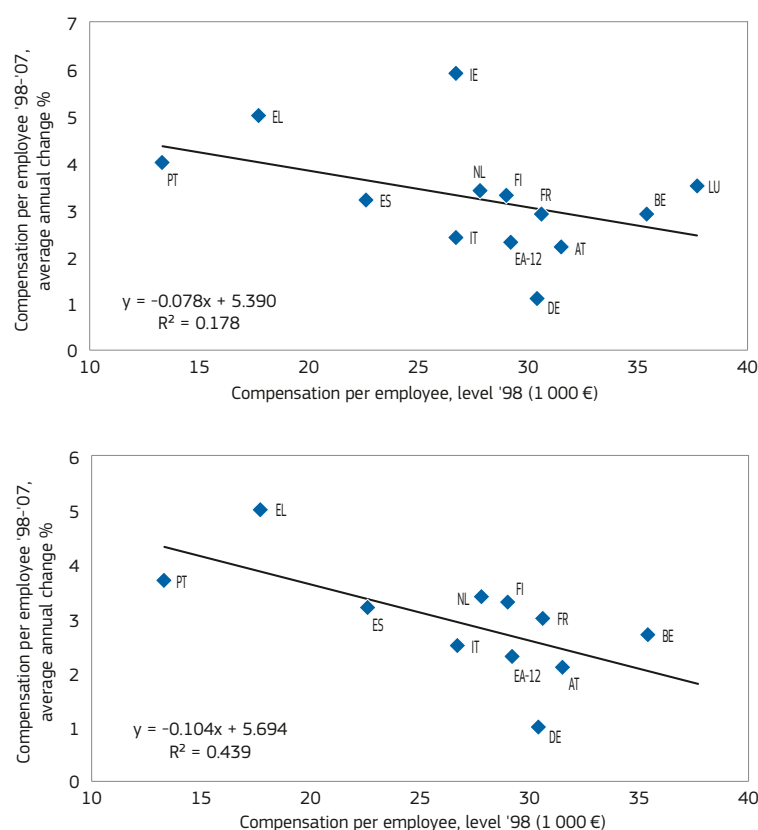 Compensation per employee '98-'07,
average annual change %
7
6
5
4
3
2
1
0
IE
EL
PT
ES
NL
FI
FR
BE
LU
IT
EA-12
AT
DE
y = -0.078x + 5.390
R² = 0.178
10 15 20 25 30 35 40
Compensation per employee, level '98 (1 000 €)
Compensation per employee '98-'07,
average annual change %
6
5
4
3
2
1
0
EL
PT
ES
NL
FI
FR
BE
IT
EA-12
AT
DE
y = -0.104x + 5.694
R² = 0.439
10 15 20 25 30 35 40
Compensation per employee, level '98 (1 000 €)